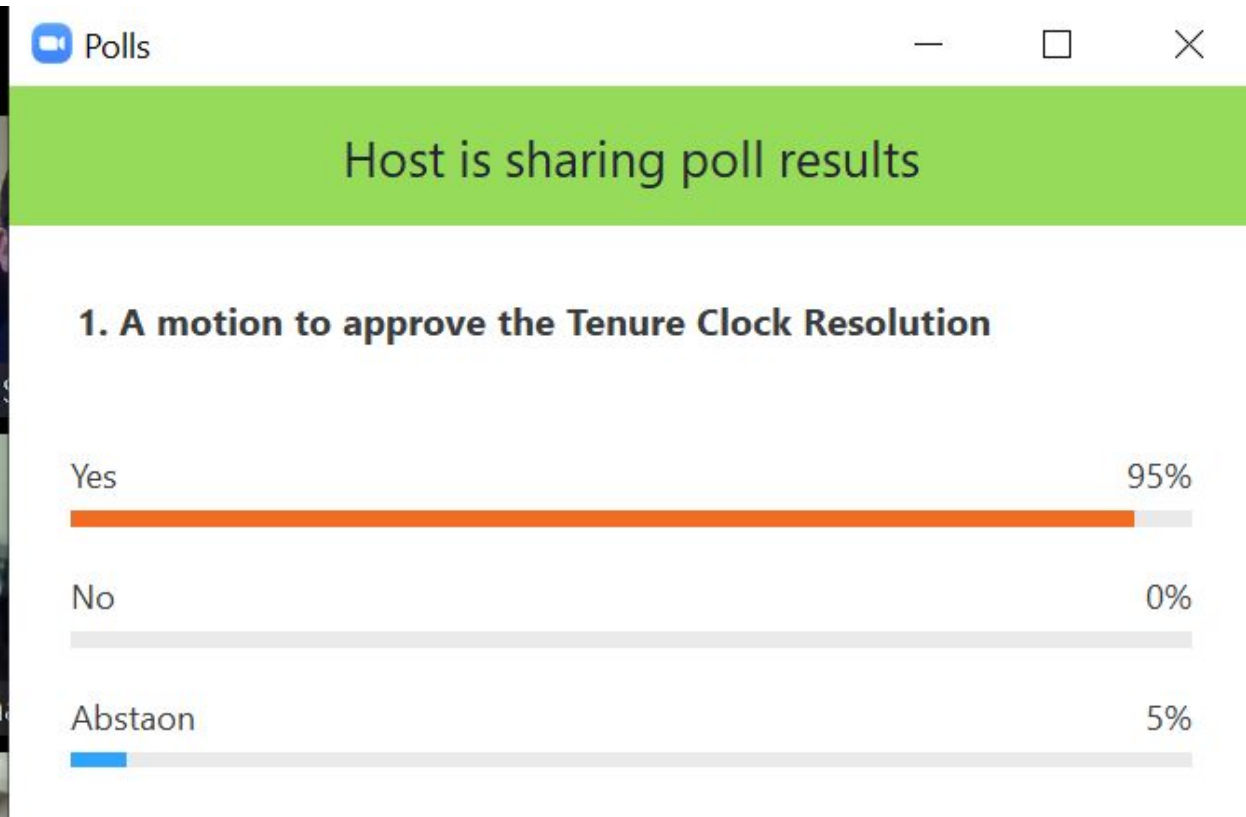 Polls
Host is sharing poll results
1. A motion to approve the Tenure Clock Resolution
Yes 95%
No 0%
Abstaon 5%